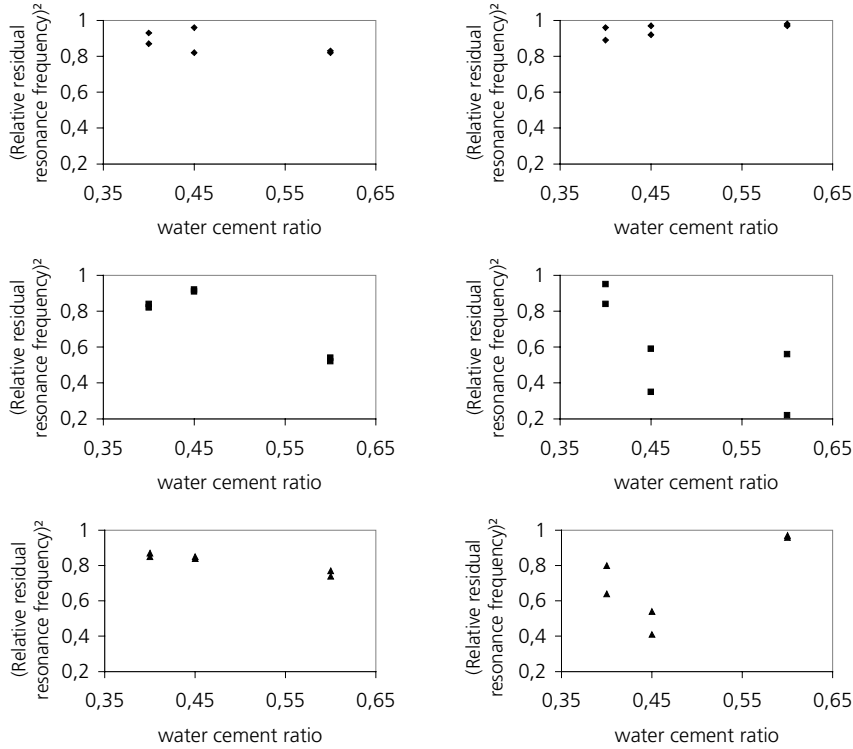 (Relative residual
resonance frequency)²
1
0,8
0,6
0,4
0,2
0,35 0,45 0,55 0,65
water cement ratio
(Relative residual
resonance frequency)²
1
0,8
0,6
0,4
0,2
0,35 0,45 0,55 0,65
water cement ratio
(Relative residual
resonance frequency)²
1
0,8
0,6
0,4
0,2
0,35 0,45 0,55 0,65
water cement ratio
(Relative residual
resonance frequency)²
1
0,8
0,6
0,4
0,2
0,35 0,45 0,55 0,65
water cement ratio
(Relative residual
resonance frequency)²
1
0,8
0,6
0,4
0,2
0,35 0,45 0,55 0,65
water cement ratio
(Relative residual
resonance frequency)²
1
0,8
0,6
0,4
0,2
0,35 0,45 0,55 0,65
water cement ratio